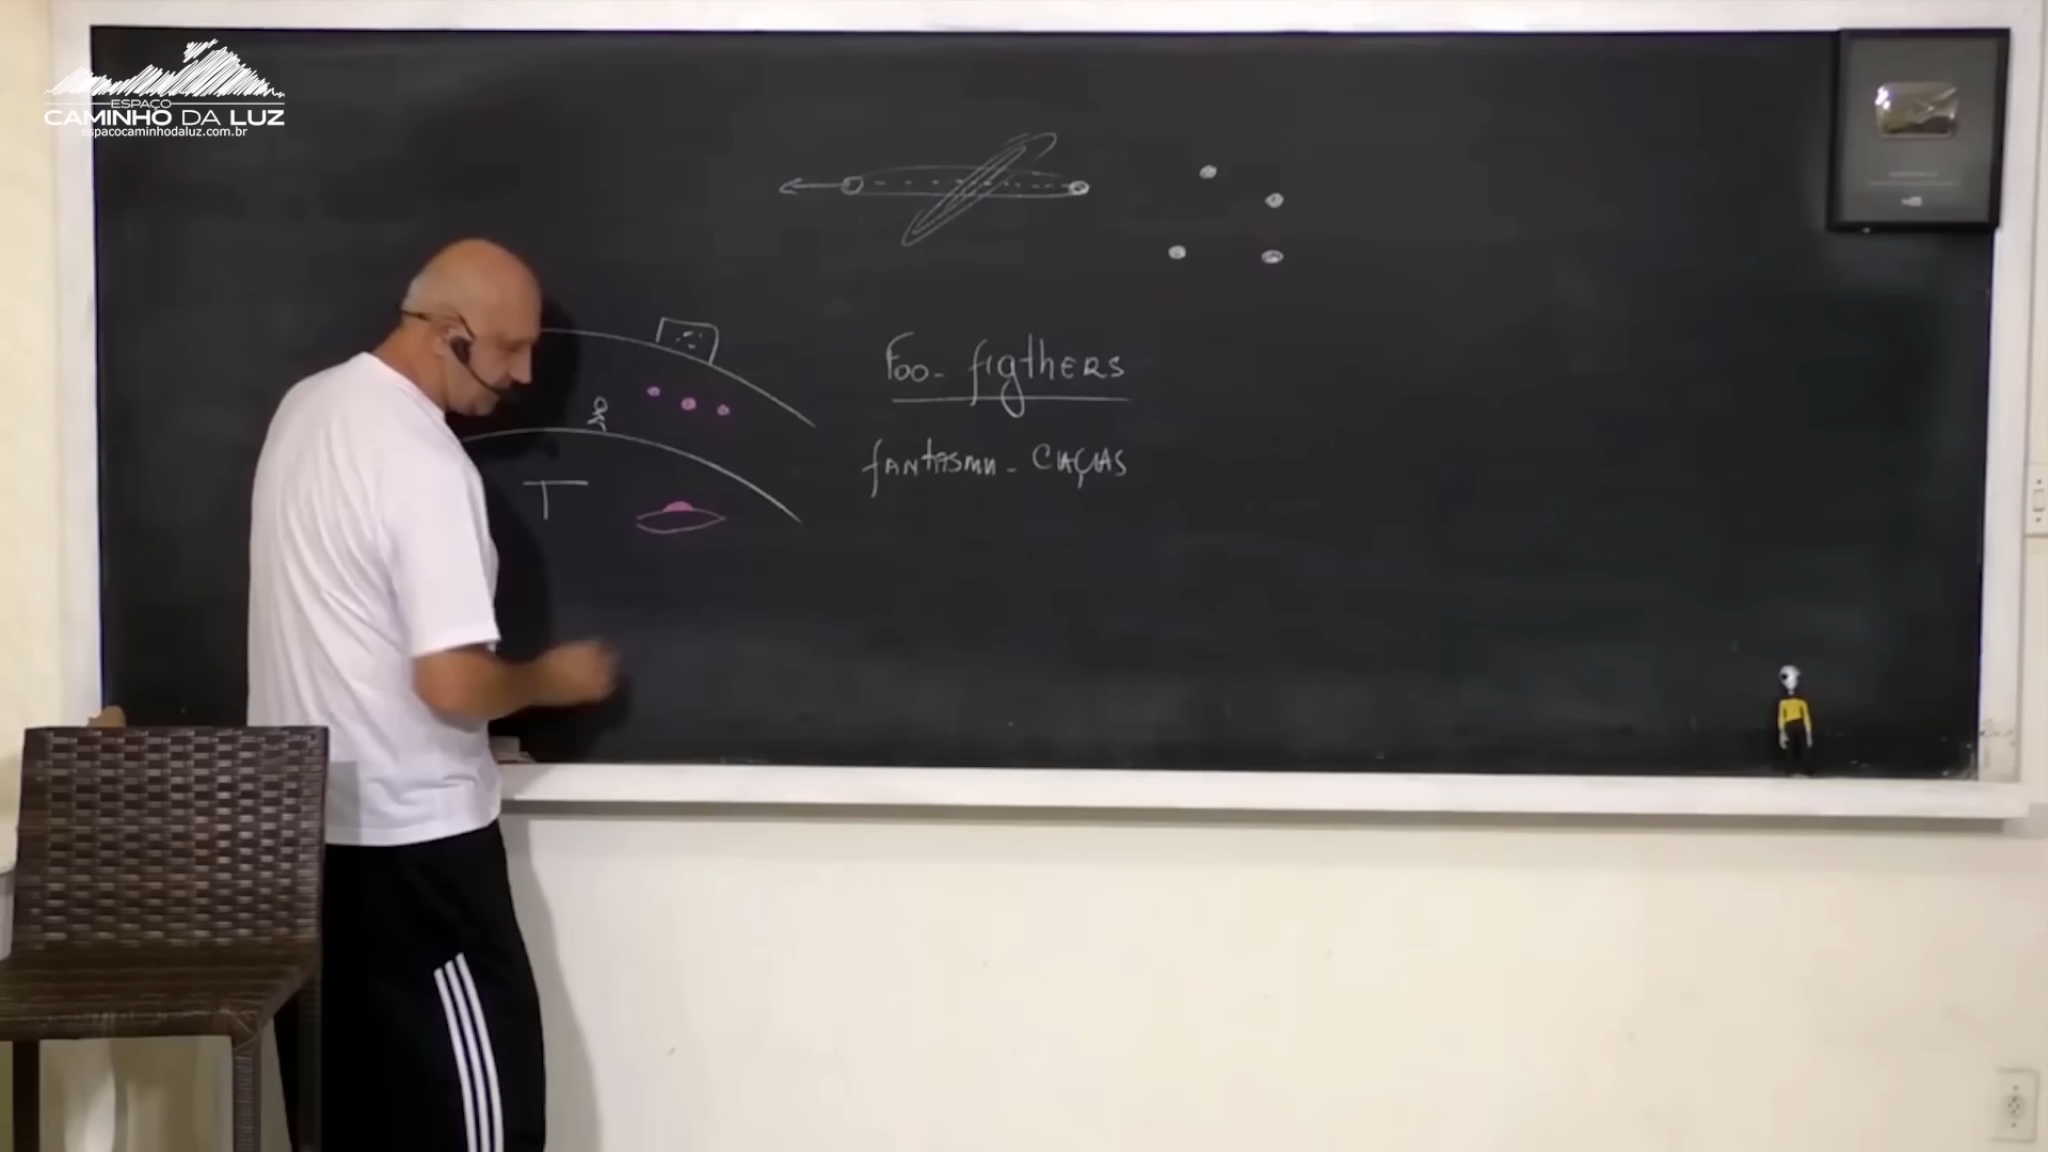 ESPAÇO
CAMINHO DA LUZ
espacocaminhodaluz.com.br
Foo- figthERS
fANtASMA - CAÇAS
T